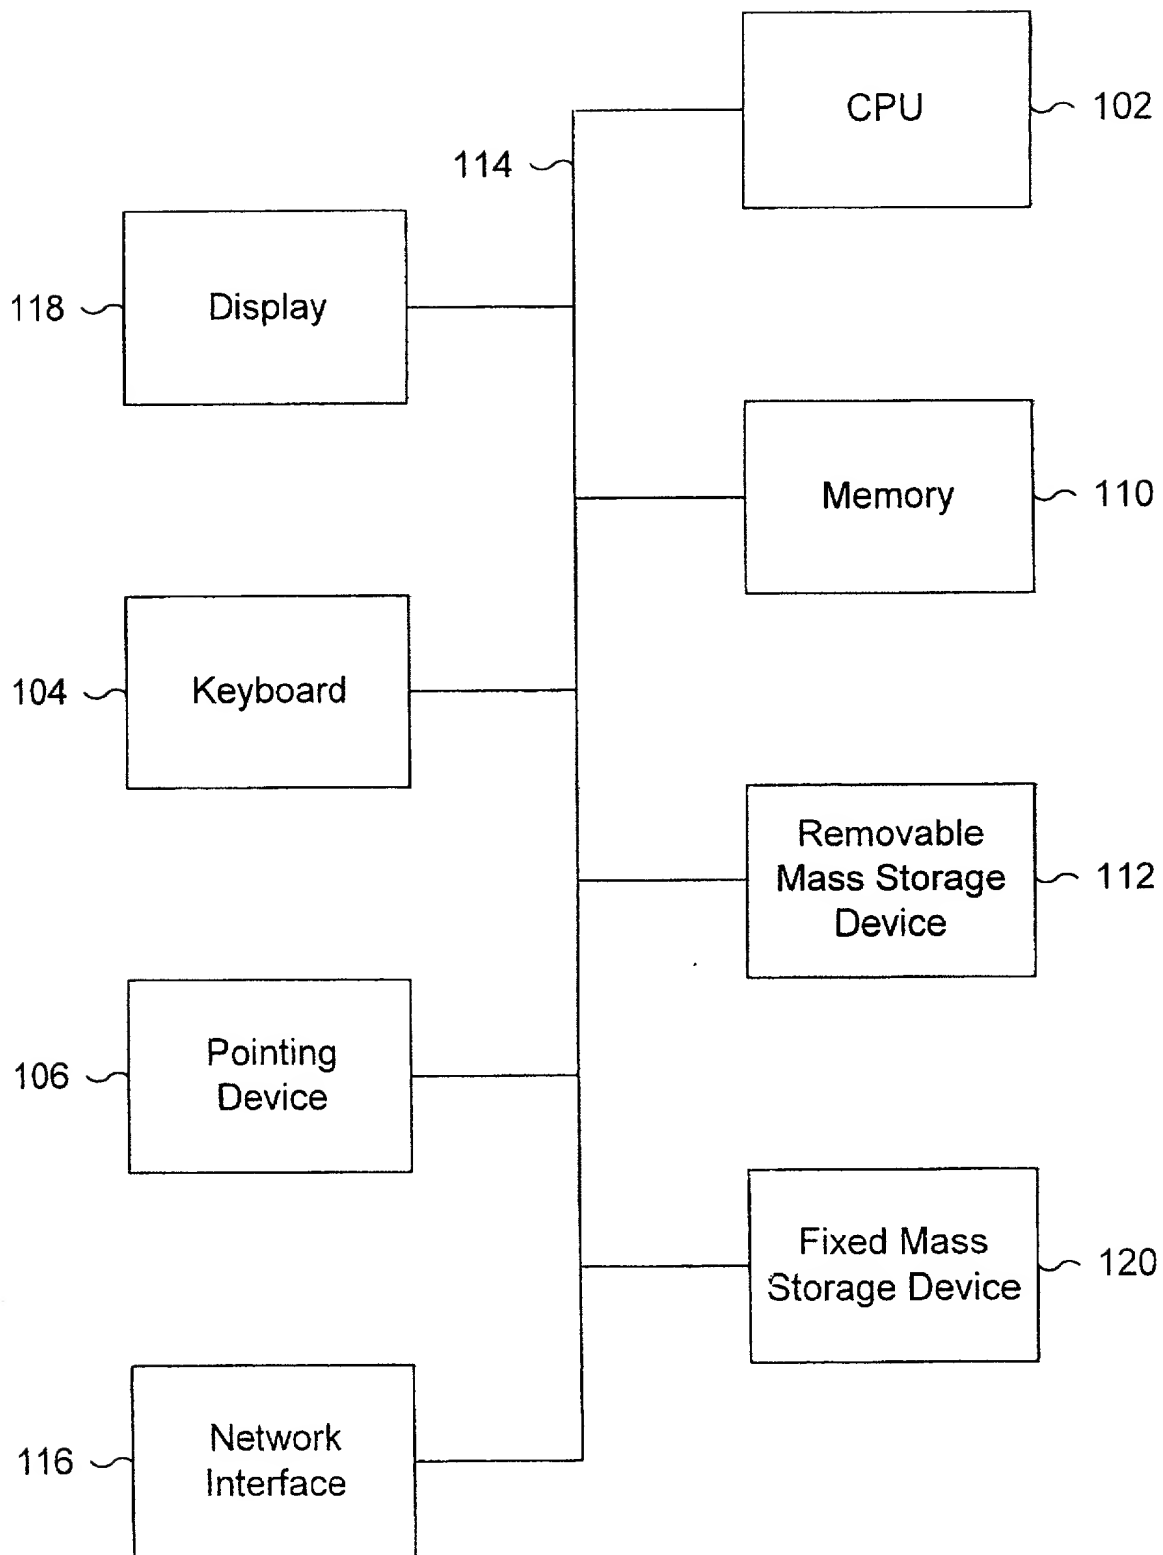 CPU
102
114
118
Display
Memory
110
104
Keyboard
Removable
Mass Storage
Device
112
106
Pointing
Device
Fixed Mass
Storage Device
120
116
Network
Interface